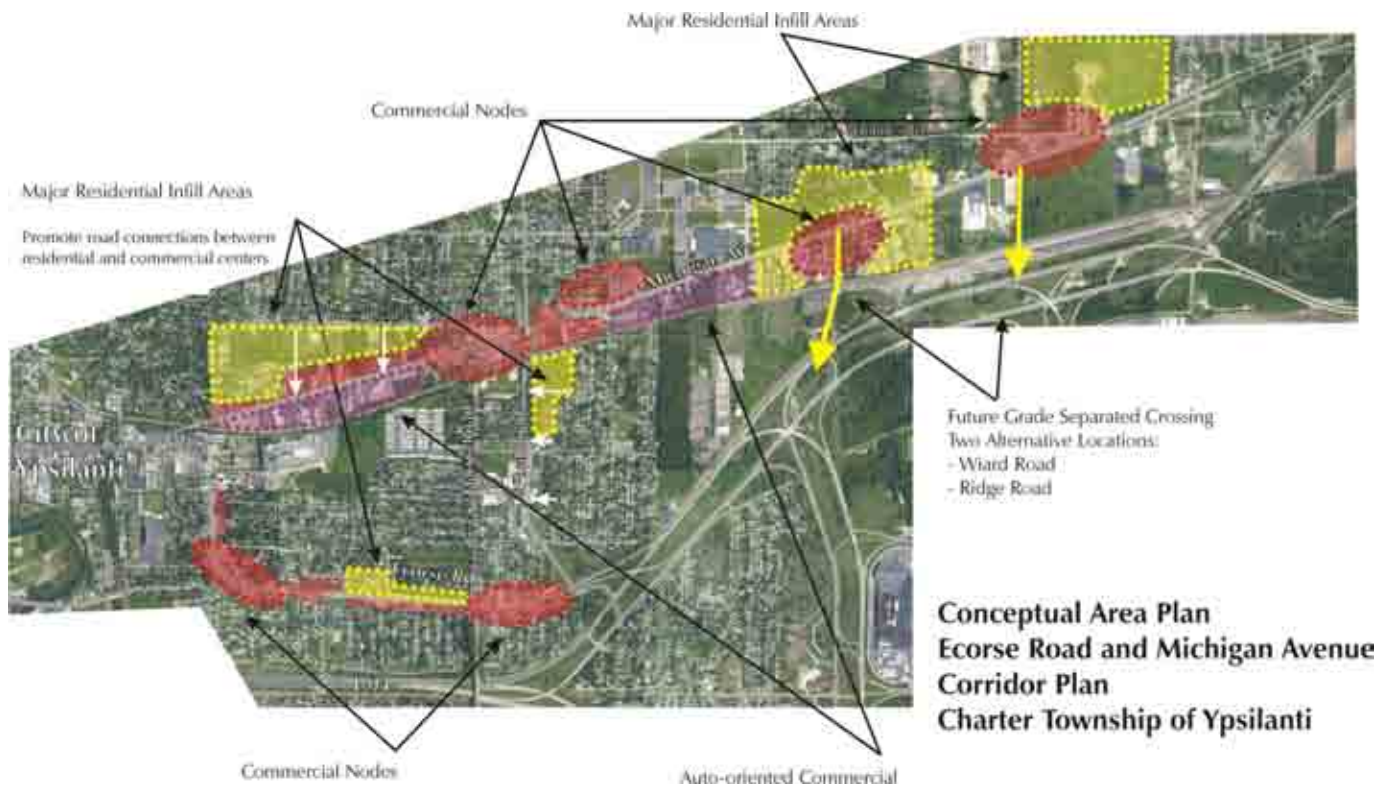 Major Residential Infill Areas
Commercial Nodes
Major Residential Infill Areas
Promote road connections between
residential and commercial centers
City of
Ypsilanti
Ecorse Rd
Future Grade Separated Crossing
Two Alternative Locations:
- Wiard Road
- Ridge Road
Conceptual Area Plan
Ecorse Road and Michigan Avenue
Corridor Plan
Charter Township of Ypsilanti
Commercial Nodes
Auto-oriented Commercial